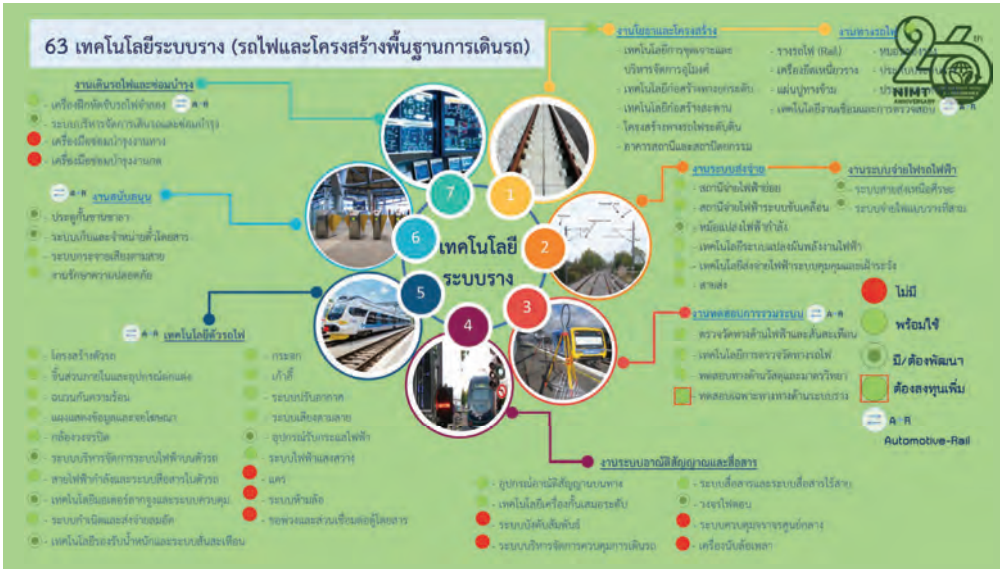 63 เทคโนโลยีระบบราง (รถไฟและโครงสร้างพื้นฐานการเดินรถ)
26th
NIMT
ANNIVERSARY
งานโยธาและโครงสร้าง
- เทคโนโลยีการขุดเจาะและ
บริหารจัดการอุโมงค์
- เทคโนโลยีก่อสร้างทางยกระดับ
- เทคโนโลยีก่อสร้างสะพาน
- โครงสร้างทางรถไฟระดับดิน
- อาคารสถานีและสถาปัตยกรรม
งานทางรถไฟ
- รางรถไฟ (Rail)
- เครื่องยึดเหนี่ยวราง
- แผ่นปูทางข้าม
- เทคโนโลยีงานเชื่อมและการตรวจสอบ A-R
งานระบบส่งจ่าย
- สถานีจ่ายไฟฟ้าย่อย
- สถานีจ่ายไฟฟ้าระบบขับเคลื่อน
- หม้อแปลงไฟฟ้ากำลัง
- เทคโนโลยีระบบแปลงผันพลังงานไฟฟ้า
- เทคโนโลยีส่งจ่ายไฟฟ้าระบบคุมคุมและเฝ้าระวัง
- สายส่ง
งานระบบจ่ายไฟรถไฟฟ้า
- ระบบสายส่งเหนือศีรษะ
- ระบบจ่ายไฟแบบรางที่สาม
งานทดสอบการรวมระบบ A-R
- ตรวจวัดทางด้านไฟฟ้าและสั่นสะเทือน
- เทคโนโลยีการตรวจวัดทางรถไฟ
- ทดสอบทางด้านวัสดุและมาตรวิทยา
- ทดสอบเฉพาะทางทางด้านระบบราง
งานระบบอาณัติสัญญาณและสื่อสาร
- อุปกรณ์อาณัติสัญญาณบนทาง
- เทคโนโลยีเครื่องกั้นเสมอระดับ
- ระบบบังคับสัมพันธ์
- ระบบบริหารจัดการควบคุมการเดินรถ
- ระบบสื่อสารและระบบสื่อสารไร้สาย
- วงจรไฟตอน
- ระบบควบคุมจราจรศูนย์กลาง
- เครื่องนับล้อเพลา
A-R เทคโนโลยีตัวรถไฟ
- โครงสร้างตัวรถ
- ชิ้นส่วนภายในและอุปกรณ์ตกแต่ง
- ฉนวนกันความร้อน
- แผงแสดงข้อมูลและจอโฆษณา
- กล้องวงจรปิด
- ระบบบริหารจัดการระบบไฟฟ้าบนตัวรถ
- สายไฟฟ้ากำลังและระบบสื่อสารในตัวรถ
- เทคโนโลยีมอเตอร์ลากจูงและระบบควบคุม
- ระบบกำเนิดและส่งจ่ายลมอัด
- เทคโนโลยีรองรับน้ำหนักและระบบสั่นสะเทือน
- กระจก
- เก้าอี้
- ระบบปรับอากาศ
- ระบบเสียงตามสาย
- อุปกรณ์รับกระแสไฟฟ้า
- ระบบไฟฟ้าแสงสว่าง
- แคร่
- ระบบห้ามล้อ
- ขอพ่วงและส่วนเชื่อมต่อตู้โดยสาร
A-R งานสนับสนุน
- ประตูกั้นชานชาลา
- ระบบเก็บและจำหน่ายตั๋วโดยสาร
- ระบบกระจายเสียงตามสาย
งานรักษาความปลอดภัย
งานเดินรถไฟและซ่อมบำรุง
- เครื่องฝึกหัดขับรถไฟจำลอง A-R
- ระบบบริหารจัดการเดินรถและซ่อมบำรุง
- เครื่องมือซ่อมบำรุงงานทาง
- เครื่องมือซ่อมบำรุงงานกล
เทคโนโลยี
ระบบราง
1
2
3
4
5
6
7
ไม่มี
พร้อมใช้
มี/ต้องพัฒนา
ต้องลงทุนเพิ่ม
A-R
Automotive-Rail